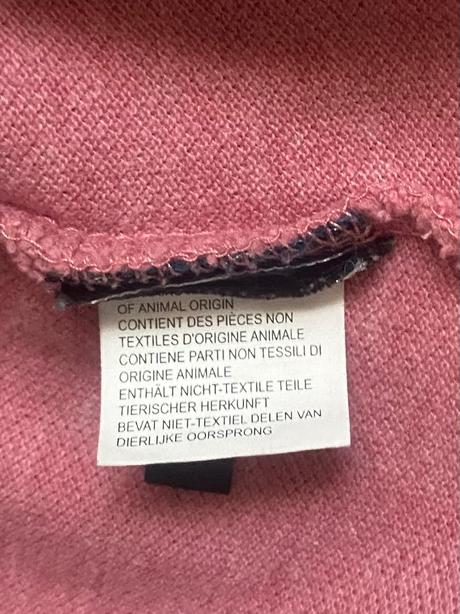 OF ANIMAL ORIGIN
CONTIENT DES PIÈCES NON
TEXTILES D'ORIGINE ANIMALE
CONTIENE PARTI NON TESSILI DI
ORIGINE ANIMALE
ENTHÄLT NICHT-TEXTILE TEILE
TIERISCHER HERKUNFT
BEVAT NIET-TEXTIEL DELEN VAN
DIERLIJKE OORSPRONG